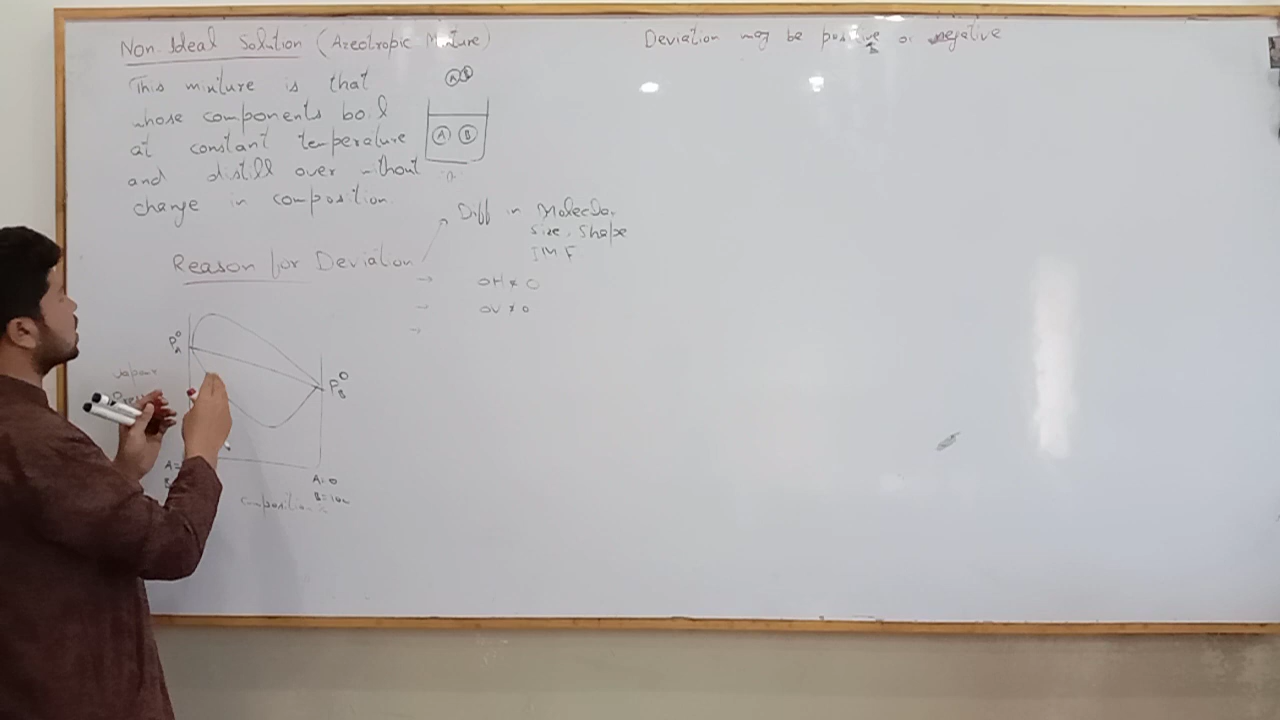 Non-Ideal Solution (Azeotropic Mixture)
This mixture is that
whose components boil
at constant temperature
and distill over without
change in composition.
A B
A B
Reason for Deviation
Diff in
Size, Shape
IMF
→ ΔH ≠ 0
→ ΔV ≠ 0
→
P°A
Vapour
P°B
A=
A=0
B=100
Composition %
Deviation may be positive or negative